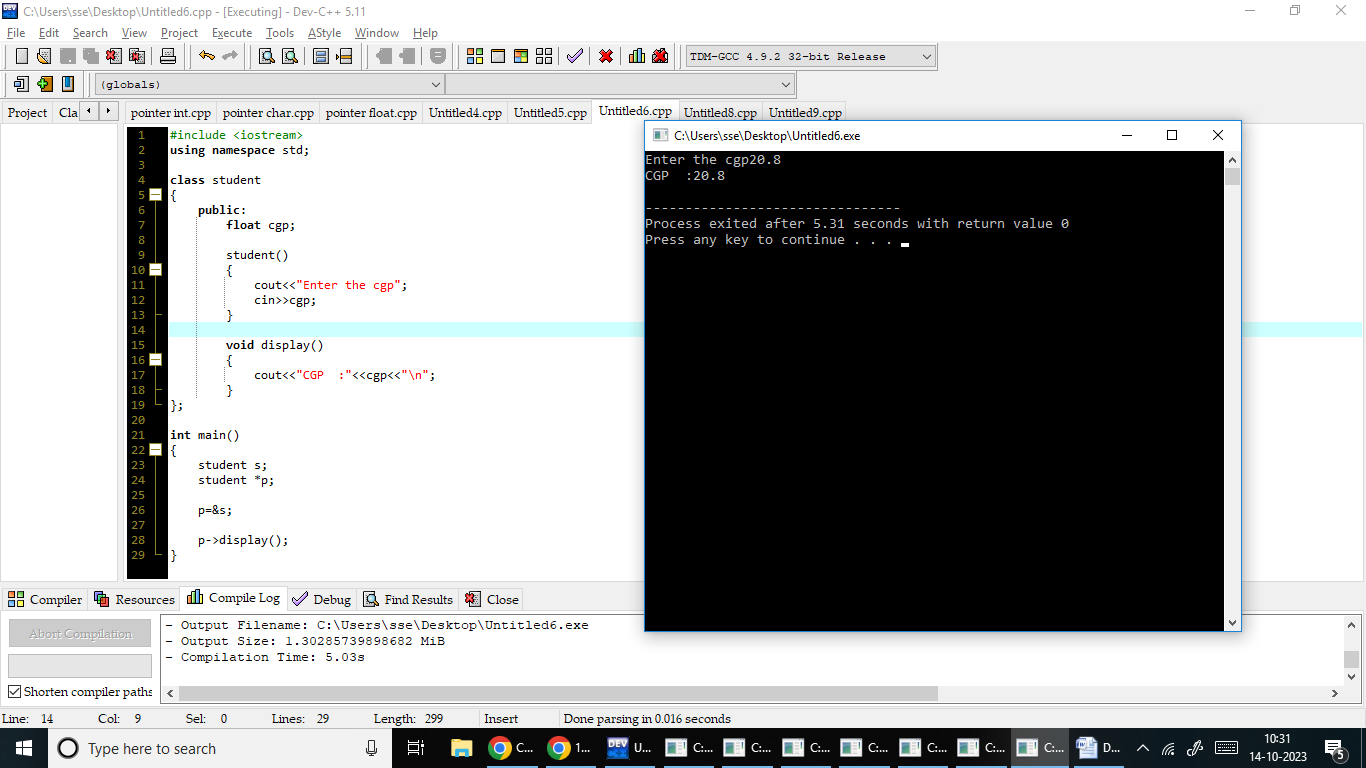 C:\Users\sse\Desktop\Untitled6.cpp - [Executing] - Dev-C++ 5.11
File Edit Search View Project Execute Tools AStyle Window Help
TDM-GCC 4.9.2 32-bit Release
(globals)
Project Cla pointer int.cpp pointer char.cpp pointer float.cpp Untitled4.cpp Untitled5.cpp Untitled6.cpp Untitled8.cpp Untitled9.cpp
1 #include <iostream>
2 using namespace std;
3
4 class student
5 {
6 public:
7 float cgp;
8
9 student()
10 {
11 cout<<"Enter the cgp";
12 cin>>cgp;
13 }
14
15 void display()
16 {
17 cout<<"CGP  :"<<cgp<<"\n";
18 }
19 };
20
21 int main()
22 {
23 student s;
24 student *p;
25
26 p=&s;
27
28 p->display();
29 }
C:\Users\sse\Desktop\Untitled6.exe
Enter the cgp20.8
CGP  :20.8
--------------------------------
Process exited after 5.31 seconds with return value 0
Press any key to continue . . .
Compiler Resources Compile Log Debug Find Results Close
Abort Compilation
Shorten compiler paths
- Output Filename: C:\Users\sse\Desktop\Untitled6.exe
- Output Size: 1.30285739898682 MiB
- Compilation Time: 5.03s
Line: 14 Col: 9 Sel: 0 Lines: 29 Length: 299 Insert Done parsing in 0.016 seconds
DEV
Type here to search
C... 1... U... C:... C:... C:... C:... C:... C:... C:... D...
10:31
14-10-2023
5